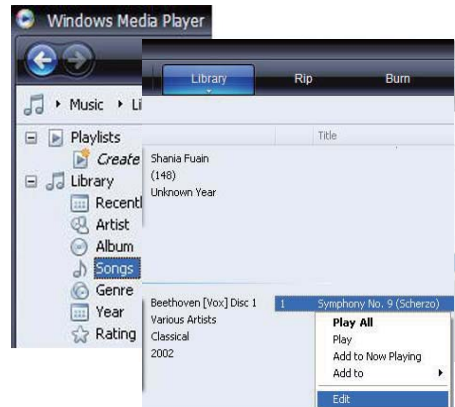 Windows Media Player
Music Li
Playlists
Create
Library
Recentl
Artist
Album
Songs
Genre
Year
Rating
Library Rip Burn
Title
Shania Fuain
(148)
Unknown Year
Beethoven [Vox] Disc 1 1 Symphony No. 9 (Scherzo)
Various Artists
Classical
2002
Play All
Play
Add to Now Playing
Add to
Edit